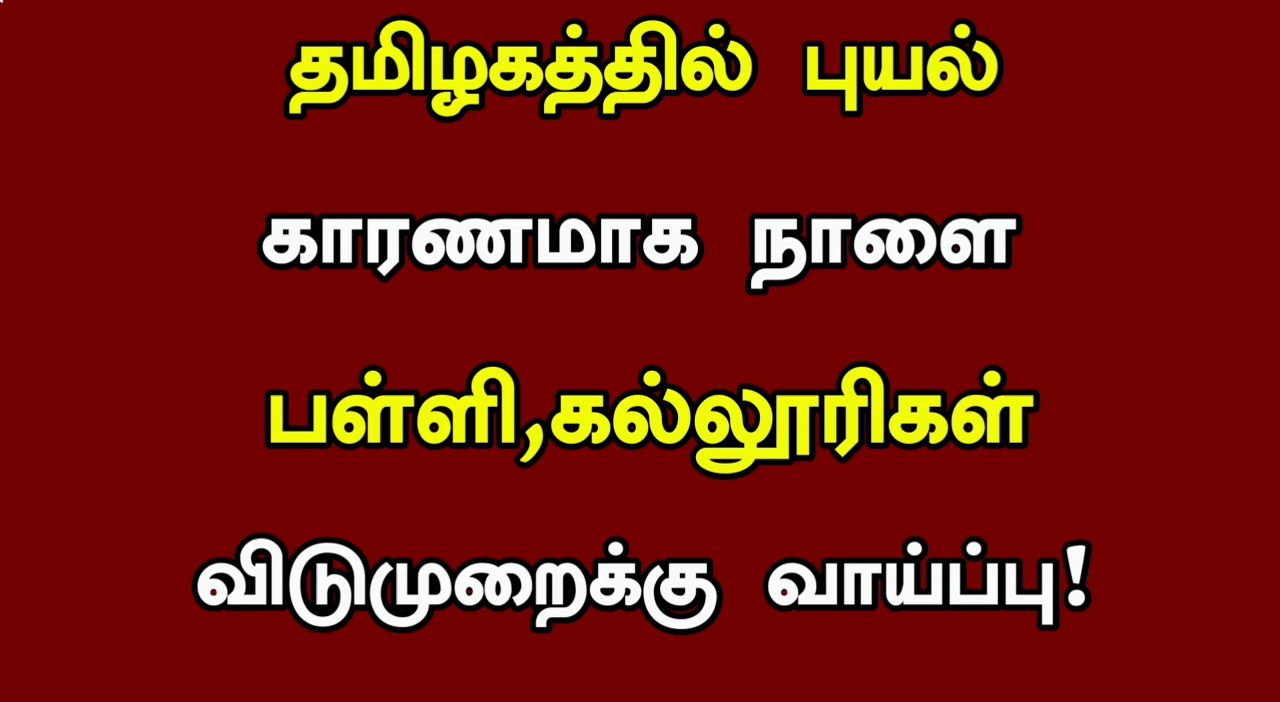 தமிழகத்தில் புயல்
காரணமாக நாளை
பள்ளி,கல்லூரிகள்
விடுமுறைக்கு வாய்ப்பு!